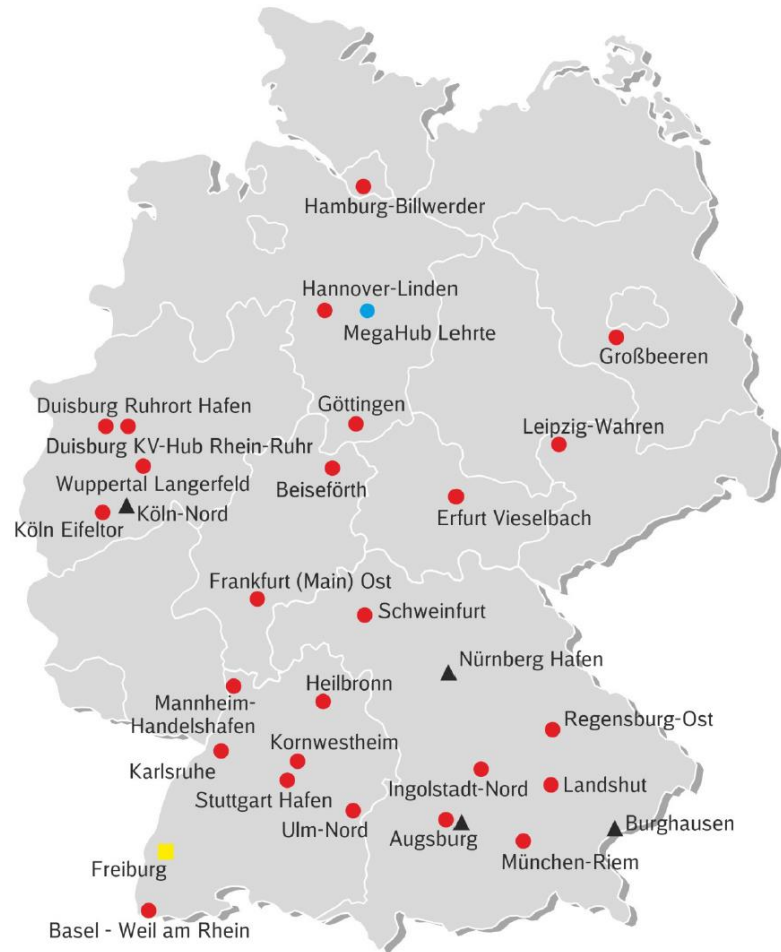 Hamburg-Billwerder
Hannover-Linden
MegaHub Lehrte
Großbeeren
Duisburg Ruhrort Hafen
Göttingen
Leipzig-Wahren
Duisburg KV-Hub Rhein-Ruhr
Wuppertal Langerfeld
Beiseförth
Köln-Nord
Erfurt Vieselbach
Köln Eifeltor
Frankfurt (Main) Ost
Schweinfurt
Nürnberg Hafen
Heilbronn
Mannheim-
Handelshafen
Regensburg-Ost
Kornwestheim
Karlsruhe
Ingolstadt-Nord
Landshut
Stuttgart Hafen
Ulm-Nord
Augsburg
Burghausen
München-Riem
Freiburg
Basel - Weil am Rhein